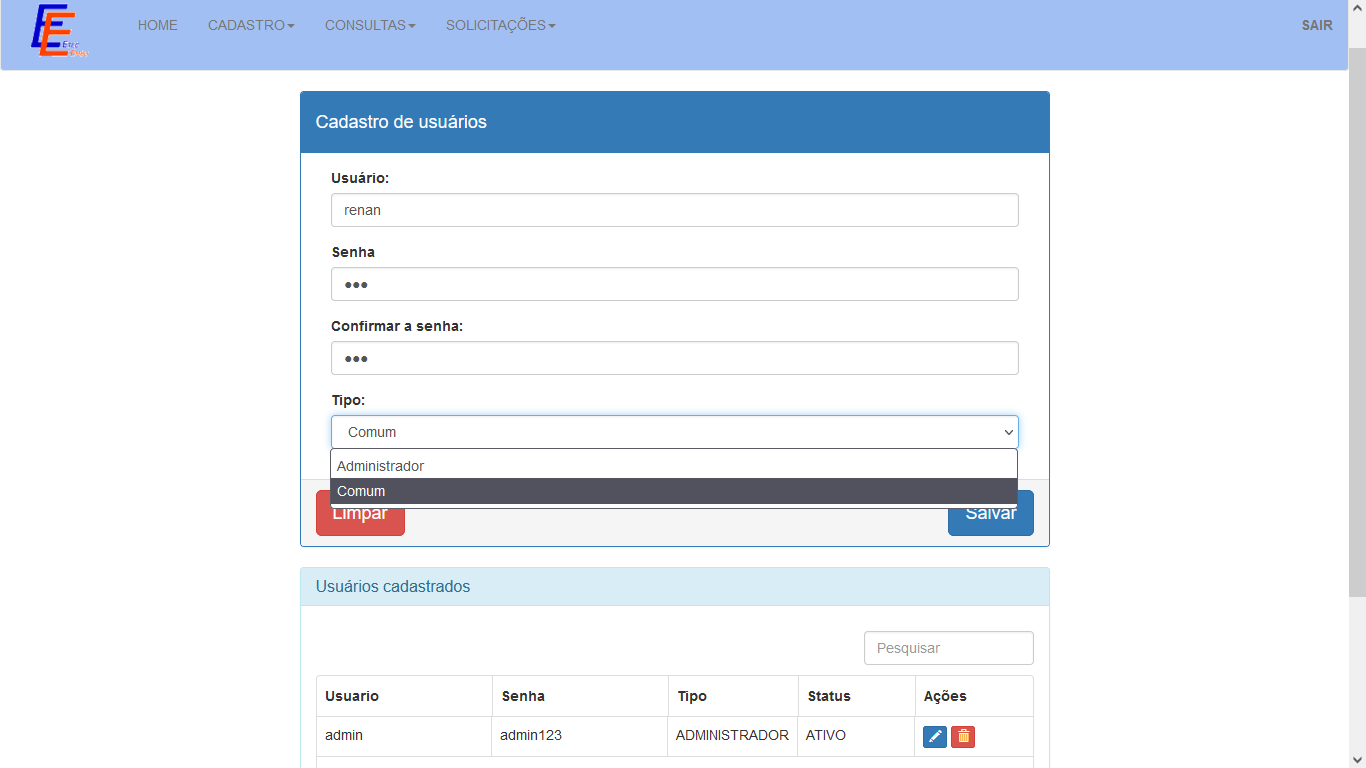 HOME CADASTRO CONSULTAS SOLICITAÇÕES SAIR
Etec
Cadastro de usuários
Usuário:
renan
Senha
●●●
Confirmar a senha:
●●●
Tipo:
Comum
Administrador
Comum
Limpar Salvar
Usuários cadastrados
Pesquisar
Usuario Senha Tipo Status Ações
admin admin123 ADMINISTRADOR ATIVO